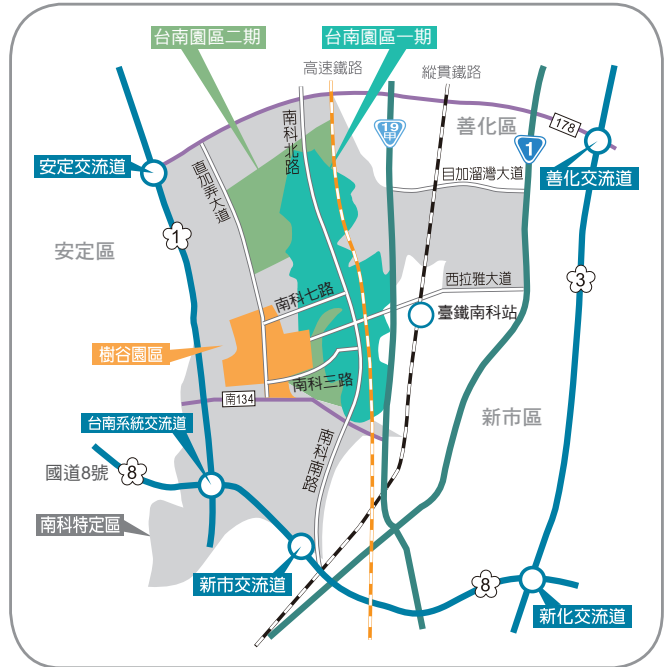 台南園區二期
台南園區一期
高速鐵路
縱貫鐵路
178
善化區
19甲
1
南科北路
直加弄大道
安定交流道
目加溜灣大道
善化交流道
1
安定區
西拉雅大道
3
南科七路
臺鐵南科站
樹谷園區
南科三路
南134
新市區
台南系統交流道
南科南路
國道8號
8
南科特定區
新市交流道
8
新化交流道